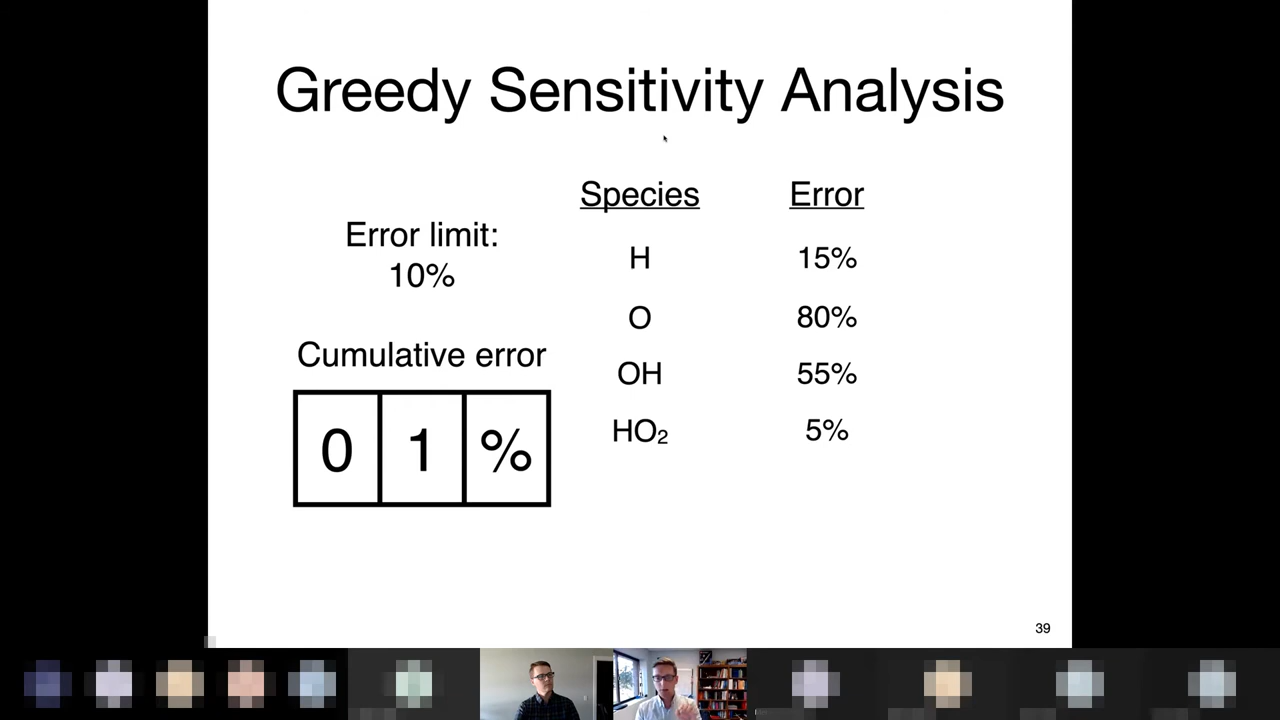 Greedy Sensitivity Analysis
Error limit:
10%
Cumulative error
0 1 %
Species Error
H 15%
O 80%
OH 55%
HO₂ 5%
39